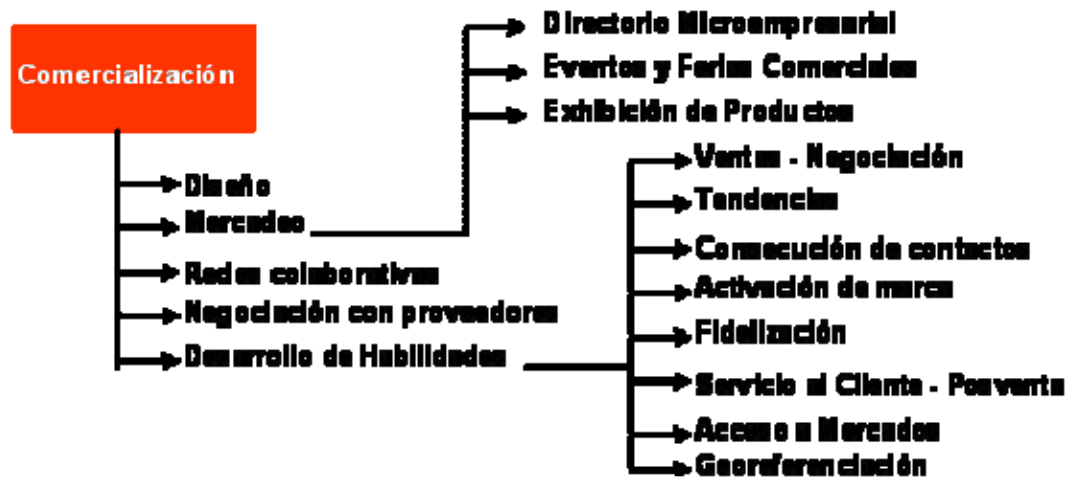 Comercialización
Diseño
Mercadeo
Redes colaborativas
Negociación con proveedores
Desarrollo de Habilidades
Directorio Microempresarial
Eventos y Ferias Comerciales
Exhibición de Productos
Ventas - Negociación
Tendencias
Consecución de contactos
Activación de marca
Fidelización
Servicio al Cliente - Posventa
Acceso a Mercados
Georeferenciación